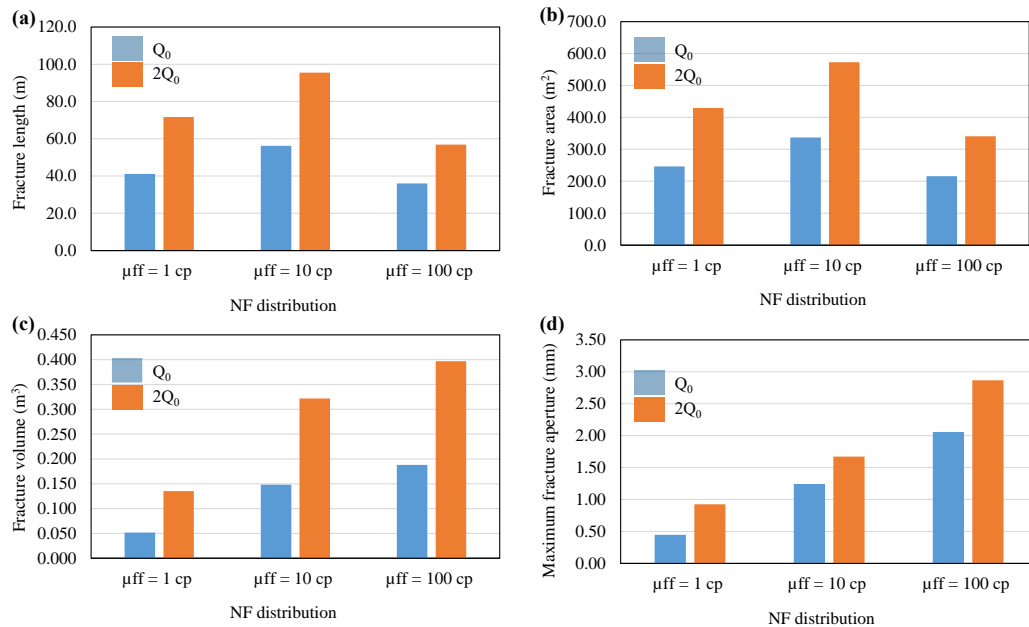 (a)
120.0
100.0
80.0
60.0
40.0
20.0
0.0
Fracture length (m)
Q₀
2Q₀
µff = 1 cp µff = 10 cp µff = 100 cp
NF distribution
(b)
700.0
600.0
500.0
400.0
300.0
200.0
100.0
0.0
Fracture area (m²)
Q₀
2Q₀
µff = 1 cp µff = 10 cp µff = 100 cp
NF distribution
(c)
0.450
0.400
0.350
0.300
0.250
0.200
0.150
0.100
0.050
0.000
Fracture volume (m³)
Q₀
2Q₀
µff = 1 cp µff = 10 cp µff = 100 cp
NF distribution
(d)
3.50
3.00
2.50
2.00
1.50
1.00
0.50
0.00
Maximum fracture aperture (mm)
Q₀
2Q₀
µff = 1 cp µff = 10 cp µff = 100 cp
NF distribution